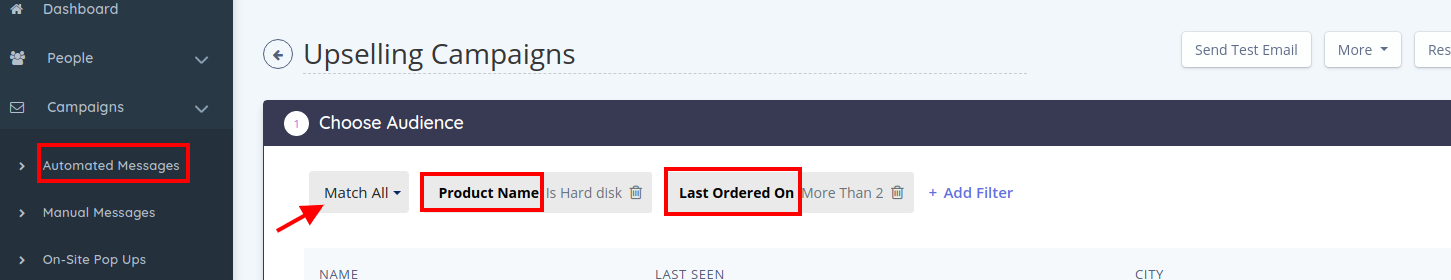 Dashboard
People
Campaigns
Automated Messages
Manual Messages
On-Site Pop Ups
Upselling Campaigns
Send Test Email
More
Res
1 Choose Audience
Match All Product Name Is Hard disk Last Ordered On More Than 2 + Add Filter
NAME LAST SEEN CITY